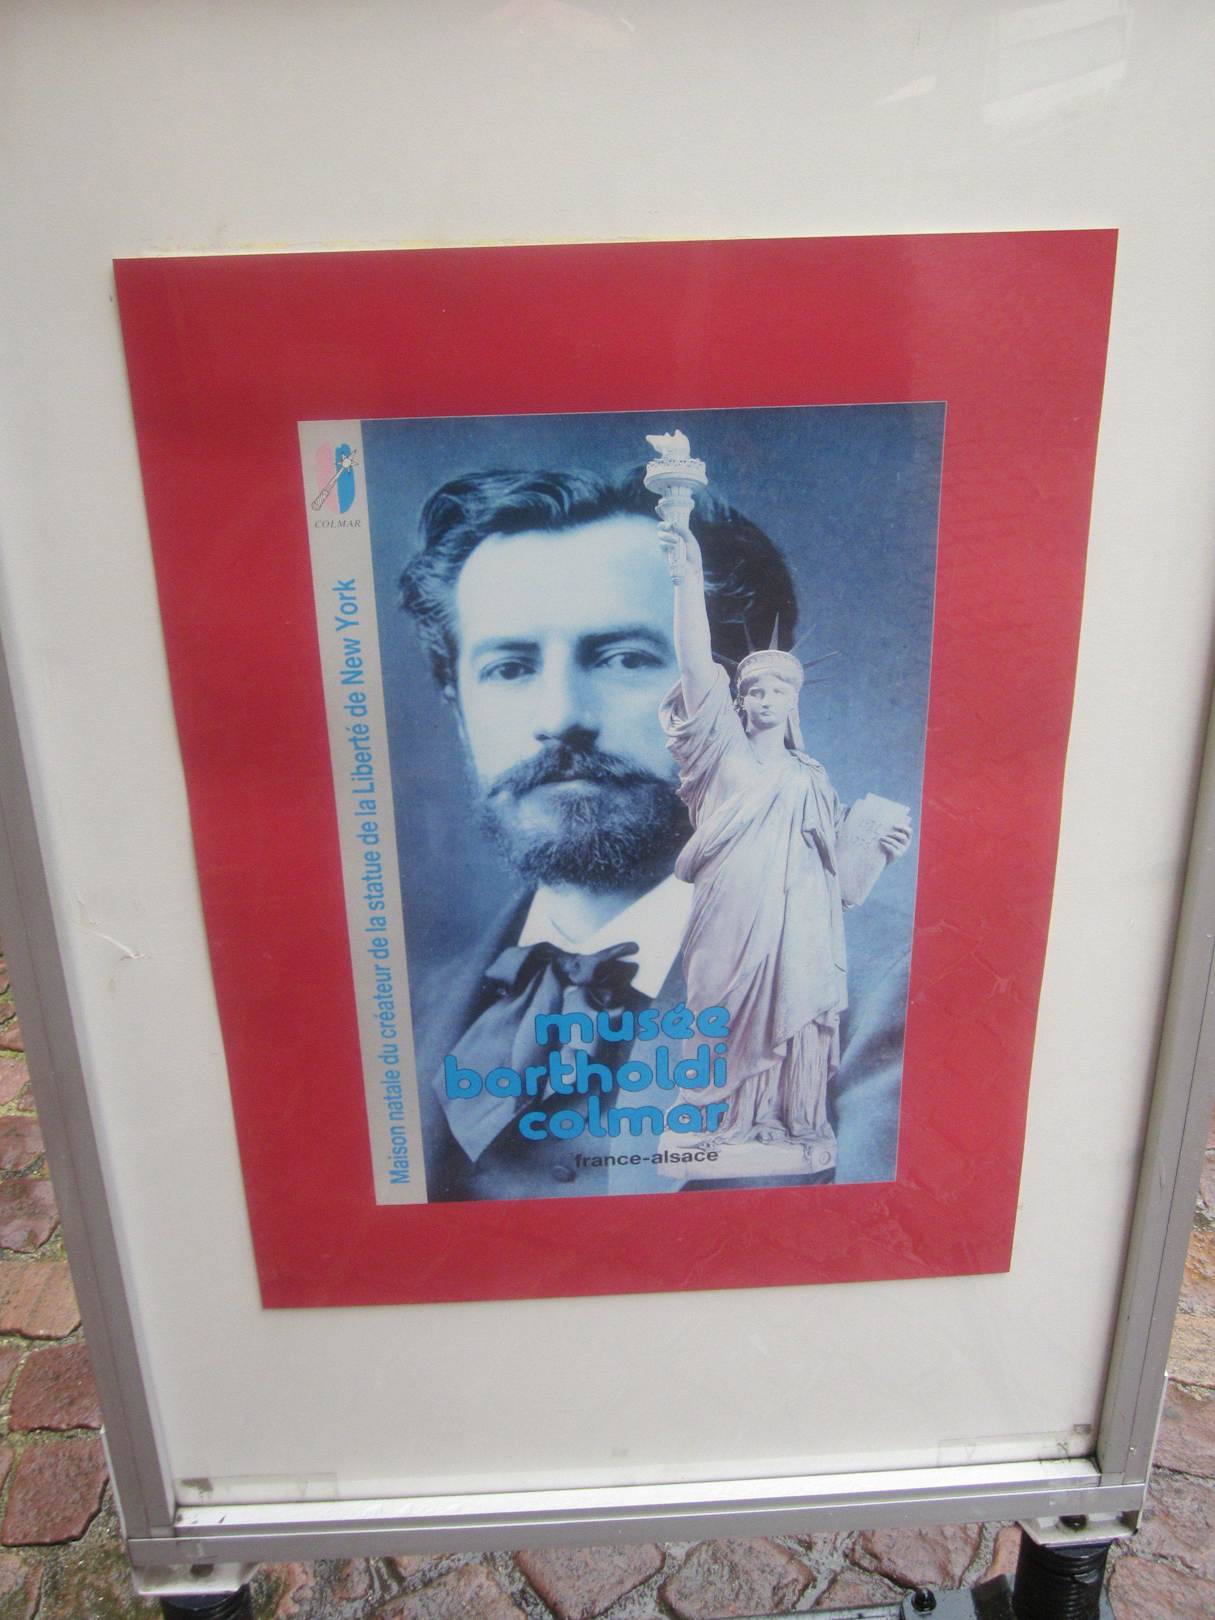 COLMAR
Maison natale du créateur de la statue de la Liberté de New York
musée
bartholdi
colmar
france-alsace